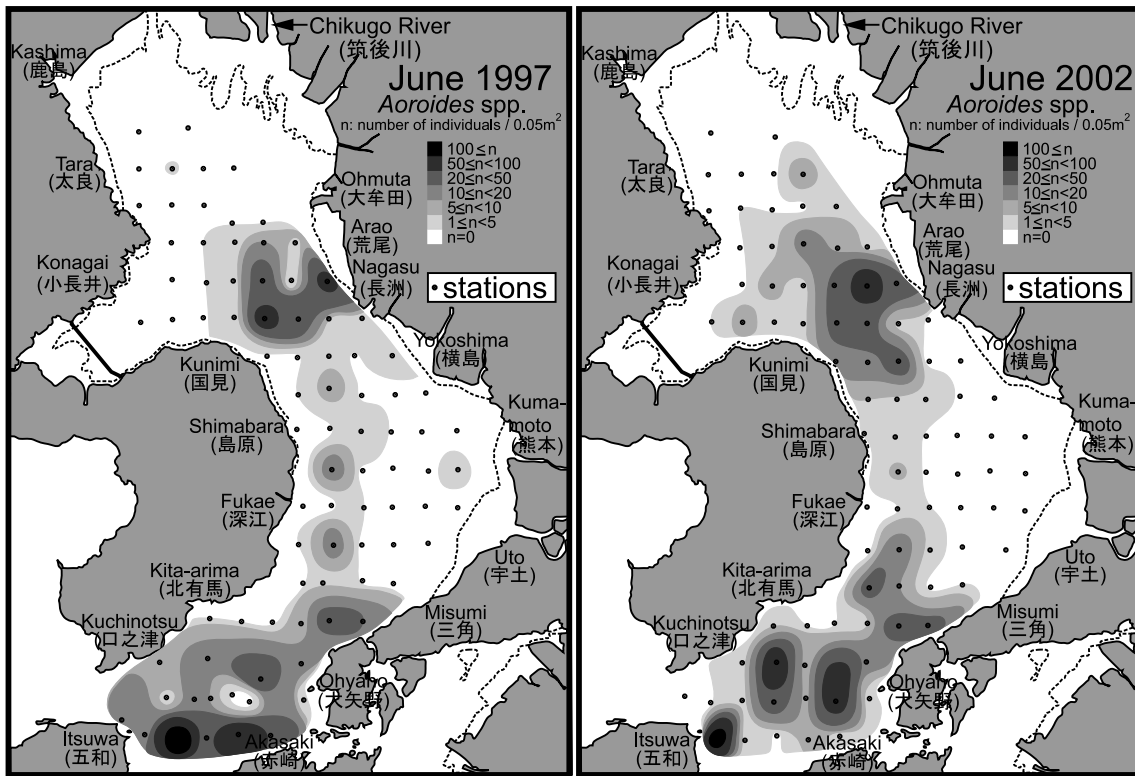 Chikugo River
(筑後川)
Kashima
(鹿島)
June 1997
Aoroides spp.
n: number of individuals / 0.05m²
100≤n
50≤n<100
20≤n<50
10≤n<20
5≤n<10
1≤n<5
n=0
Tara
(太良)
Ohmuta
(大牟田)
Arao
(荒尾)
Konagai
(小長井)
Nagasu
(長洲)
stations
Yokoshima
(横島)
Kunimi
(国見)
Kuma-
moto
(熊本)
Shimabara
(島原)
Fukae
(深江)
Uto
(宇土)
Kita-arima
(北有馬)
Misumi
(三角)
Kuchinotsu
(口之津)
Ohyano
(大矢野)
Itsuwa
(五和)
Akasaki
(赤崎)
Chikugo River
(筑後川)
Kashima
(鹿島)
June 2002
Aoroides spp.
n: number of individuals / 0.05m²
100≤n
50≤n<100
20≤n<50
10≤n<20
5≤n<10
1≤n<5
n=0
Tara
(太良)
Ohmuta
(大牟田)
Arao
(荒尾)
Konagai
(小長井)
Nagasu
(長洲)
stations
Yokoshima
(横島)
Kunimi
(国見)
Kuma-
moto
(熊本)
Shimabara
(島原)
Fukae
(深江)
Uto
(宇土)
Kita-arima
(北有馬)
Misumi
(三角)
Kuchinotsu
(口之津)
Ohyano
(大矢野)
Itsuwa
(五和)
Akasaki
(赤崎)